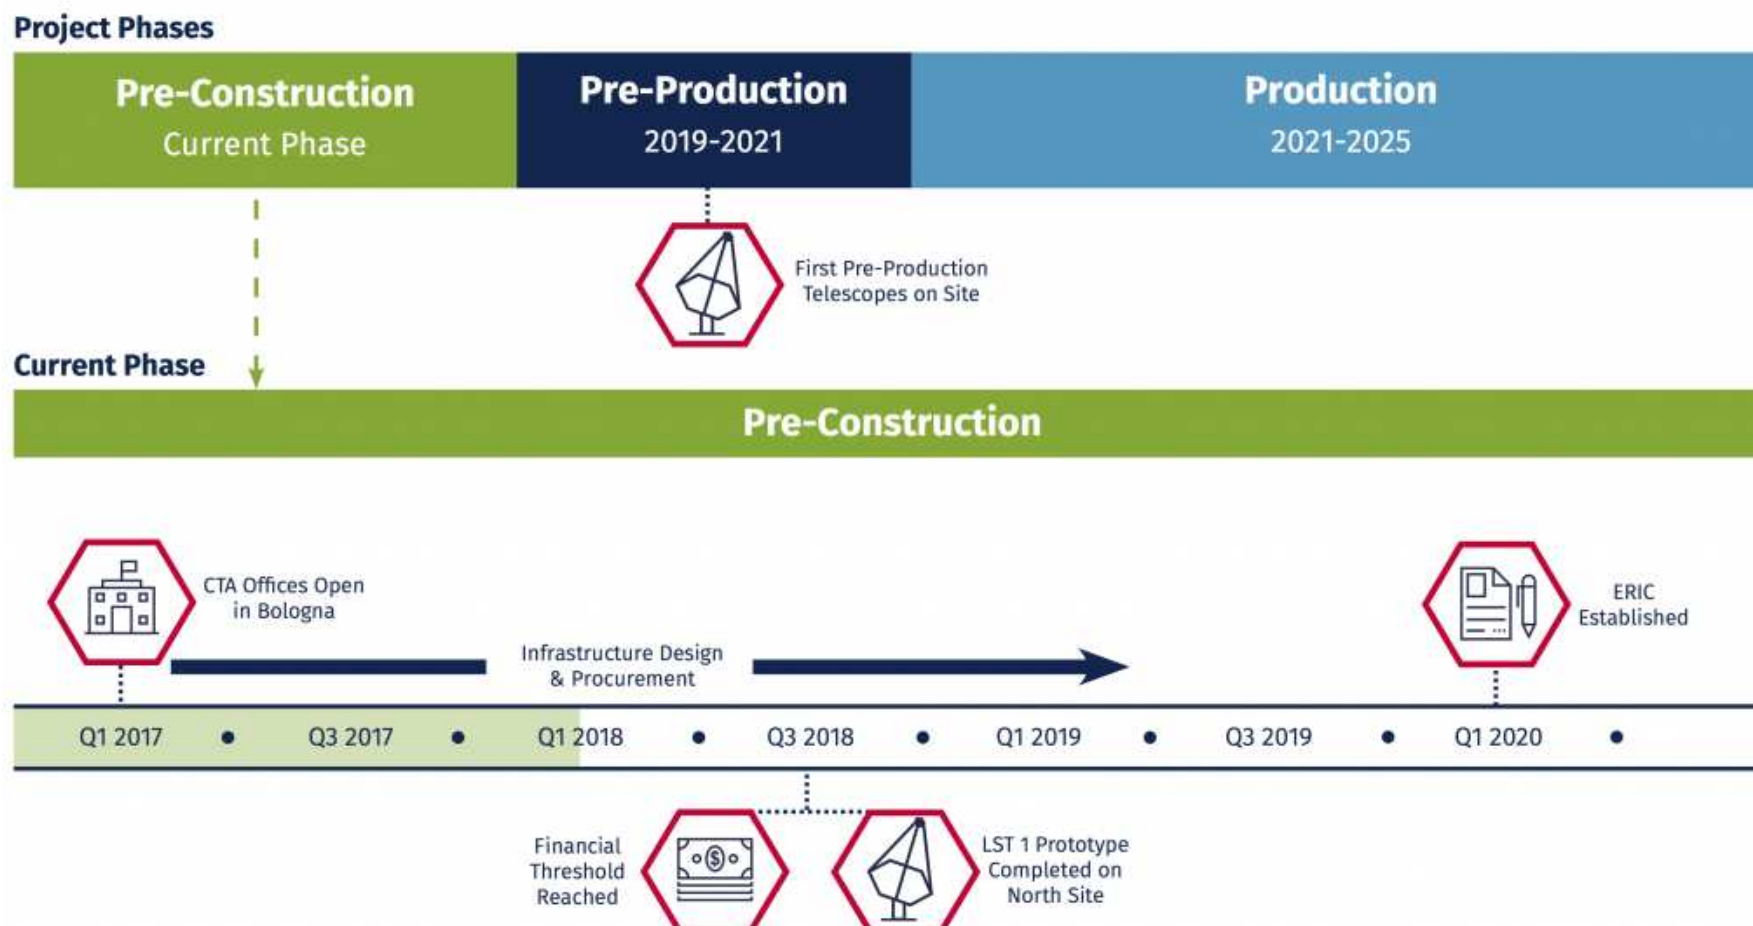 Project Phases
Pre-Construction
Current Phase
Pre-Production
2019-2021
Production
2021-2025
First Pre-Production
Telescopes on Site
Current Phase
Pre-Construction
CTA Offices Open
in Bologna
Infrastructure Design
& Procurement
ERIC
Established
Q1 2017 • Q3 2017 • Q1 2018 • Q3 2018 • Q1 2019 • Q3 2019 • Q1 2020 •
Financial
Threshold
Reached
$
LST 1 Prototype
Completed on
North Site